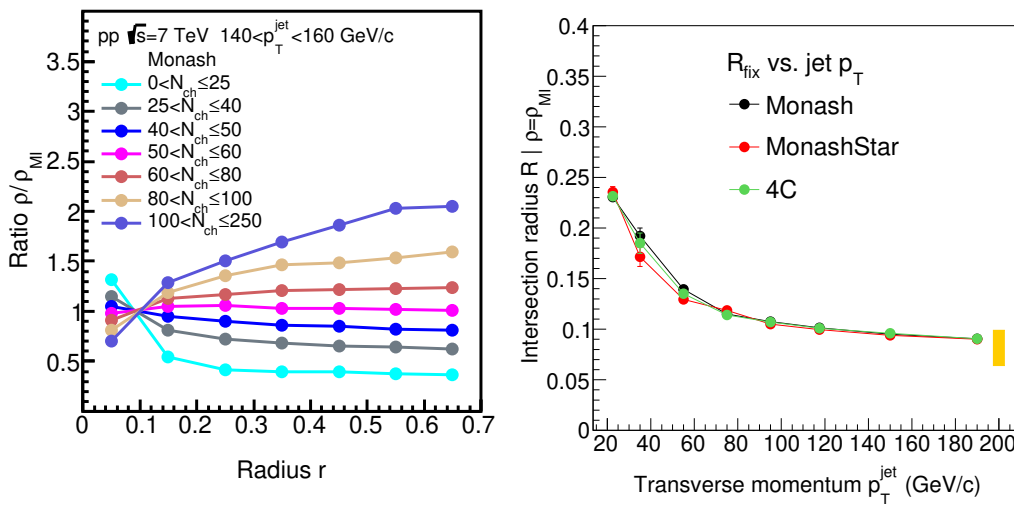 pp √s=7 TeV 140<p_T^jet<160 GeV/c
Monash
0<N_ch≤25
25<N_ch≤40
40<N_ch≤50
50<N_ch≤60
60<N_ch≤80
80<N_ch≤100
100<N_ch≤250
Ratio ρ/ρ_MI
4
3.5
3
2.5
2
1.5
1
0.5
0 0.1 0.2 0.3 0.4 0.5 0.6 0.7
Radius r
R_fix vs. jet p_T
Monash
MonashStar
4C
Intersection radius R | ρ=ρ_MI
0.4
0.35
0.3
0.25
0.2
0.15
0.1
0.05
0
20 40 60 80 100 120 140 160 180 200
Transverse momentum p_T^jet (GeV/c)